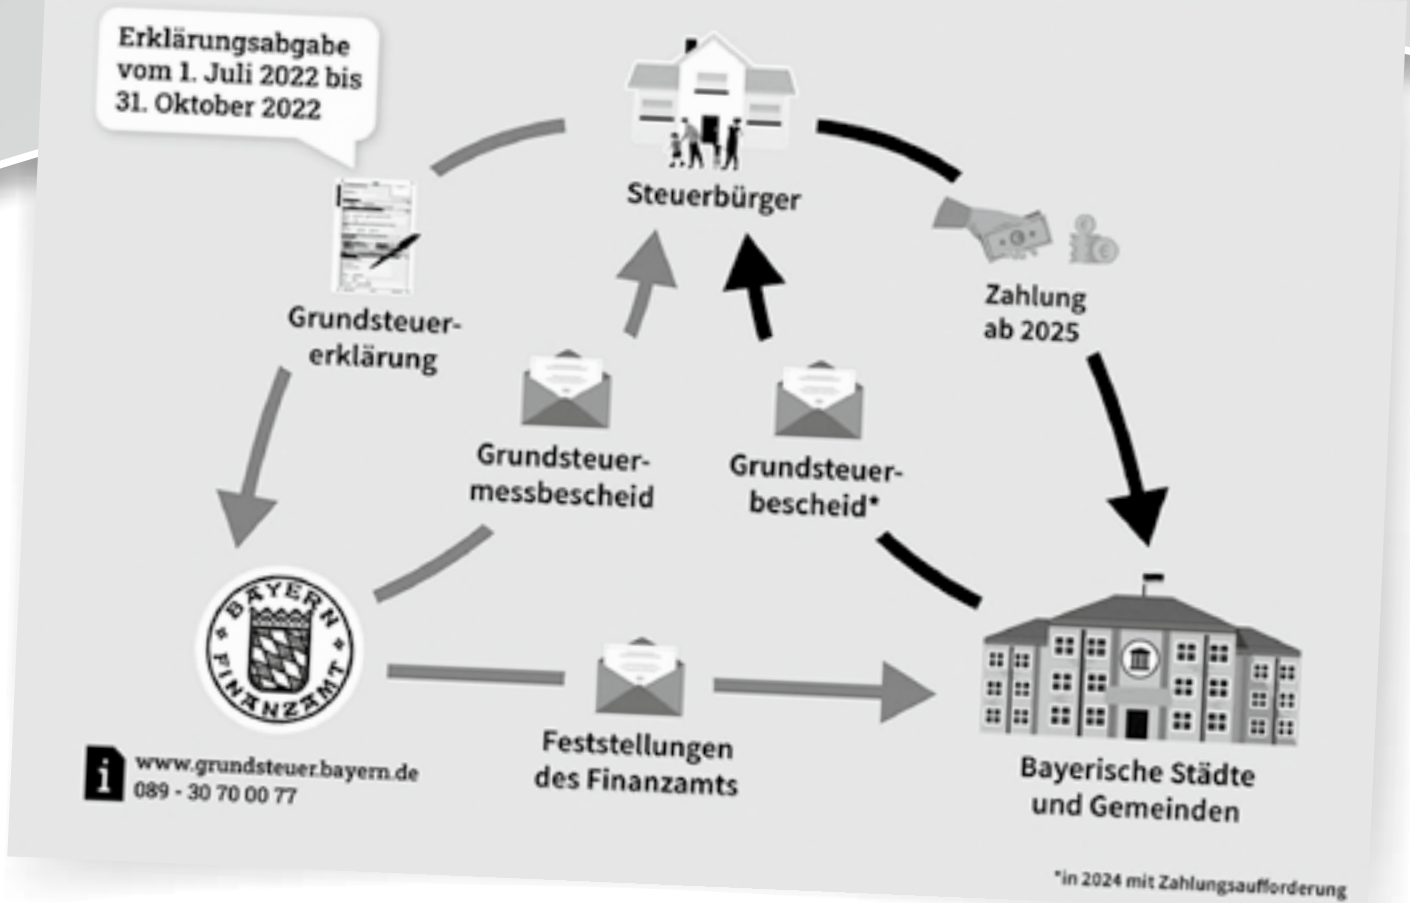 Erklärungsabgabe
vom 1. Juli 2022 bis
31. Oktober 2022
Steuerbürger
Grundsteuer-
erklärung
Zahlung
ab 2025
Grundsteuer-
messbescheid
Grundsteuer-
bescheid*
BAYERN
FINANZAMT
Feststellungen
des Finanzamts
Bayerische Städte
und Gemeinden
i www.grundsteuer.bayern.de
089 - 30 70 00 77
*in 2024 mit Zahlungsaufforderung